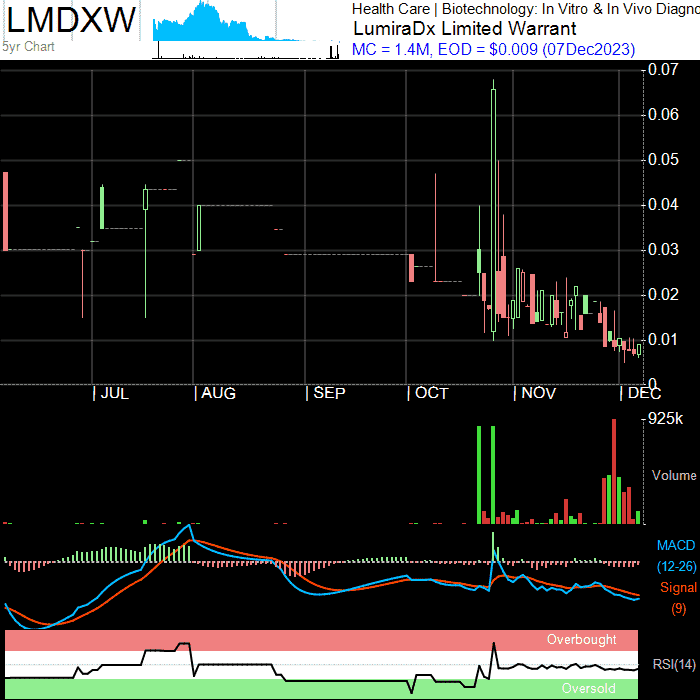 LMDXW
5yr Chart
Health Care | Biotechnology: In Vitro & In Vivo Diagno
LumiraDx Limited Warrant
MC = 1.4M, EOD = $0.009 (07Dec2023)
0.07
0.06
0.05
0.04
0.03
0.02
0.01
0
JUL AUG SEP OCT NOV DEC
925k
Volume
MACD
(12-26)
Signal
(9)
Overbought
RSI(14)
Oversold